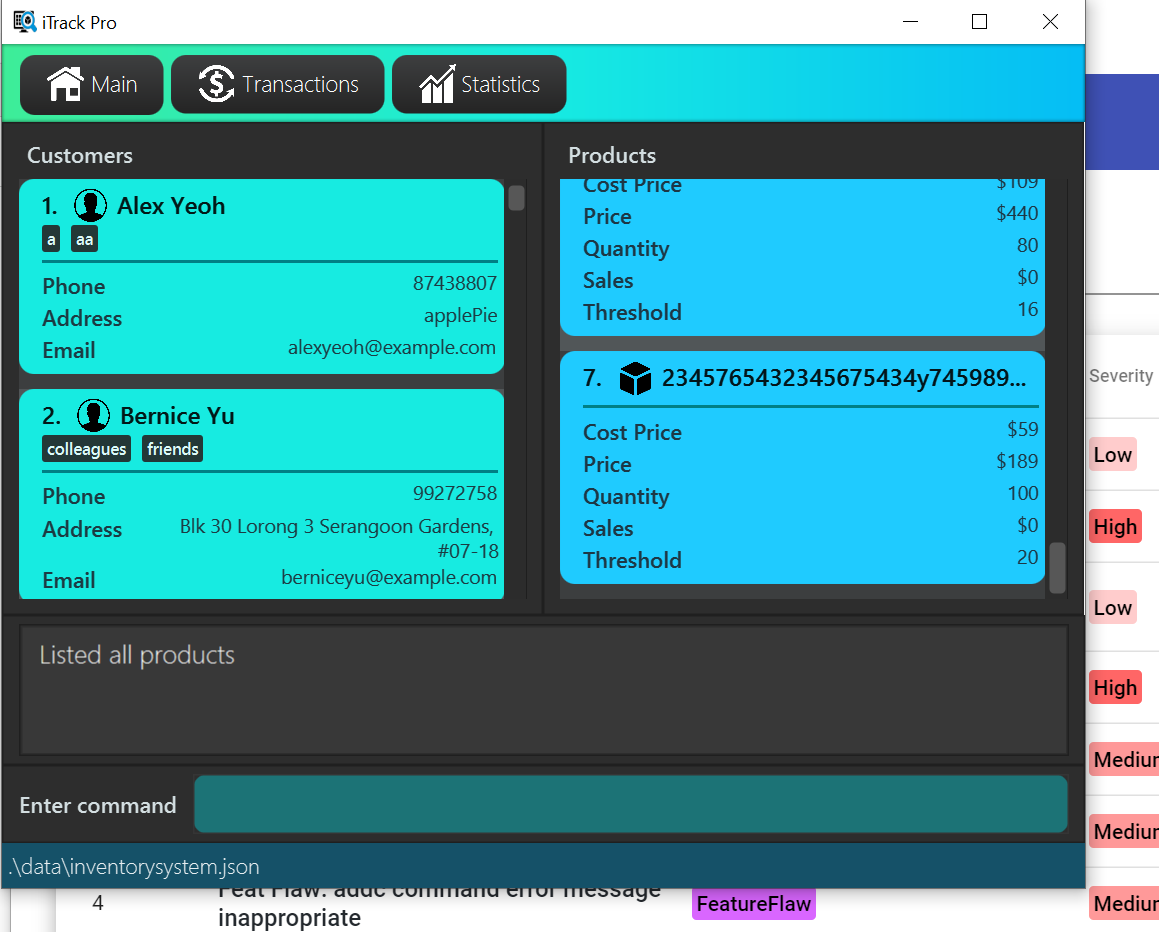 iTrack Pro
Main
Transactions
Statistics
Customers
1. Alex Yeoh
a aa
Phone 87438807
Address applePie
Email alexyeoh@example.com
2. Bernice Yu
colleagues friends
Phone 99272758
Address Blk 30 Lorong 3 Serangoon Gardens,
#07-18
Email berniceyu@example.com
Products
Cost Price $109
Price $440
Quantity 80
Sales $0
Threshold 16
7. 2345765432345675434y745989...
Cost Price $59
Price $189
Quantity 100
Sales $0
Threshold 20
Listed all products
Enter command
.\data\inventorysystem.json
Severity
Low
High
Low
High
Mediur
Mediur
4 Feat Flaw: addc command error message
inappropriate
FeatureFlaw
Mediur